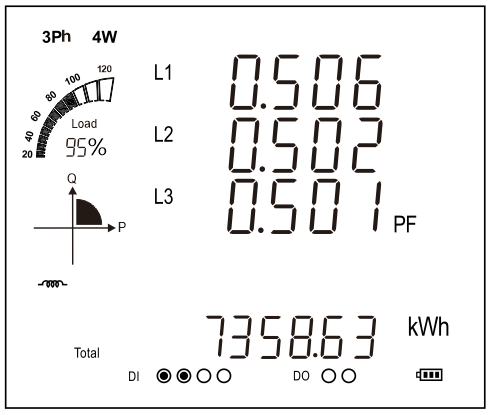 3Ph 4W
L1 0.506
120
100
80
60
40
20
Load
95%
L2 0.502
L3 0.501
PF
Q
P
7358.63 kWh
Total
DI DO